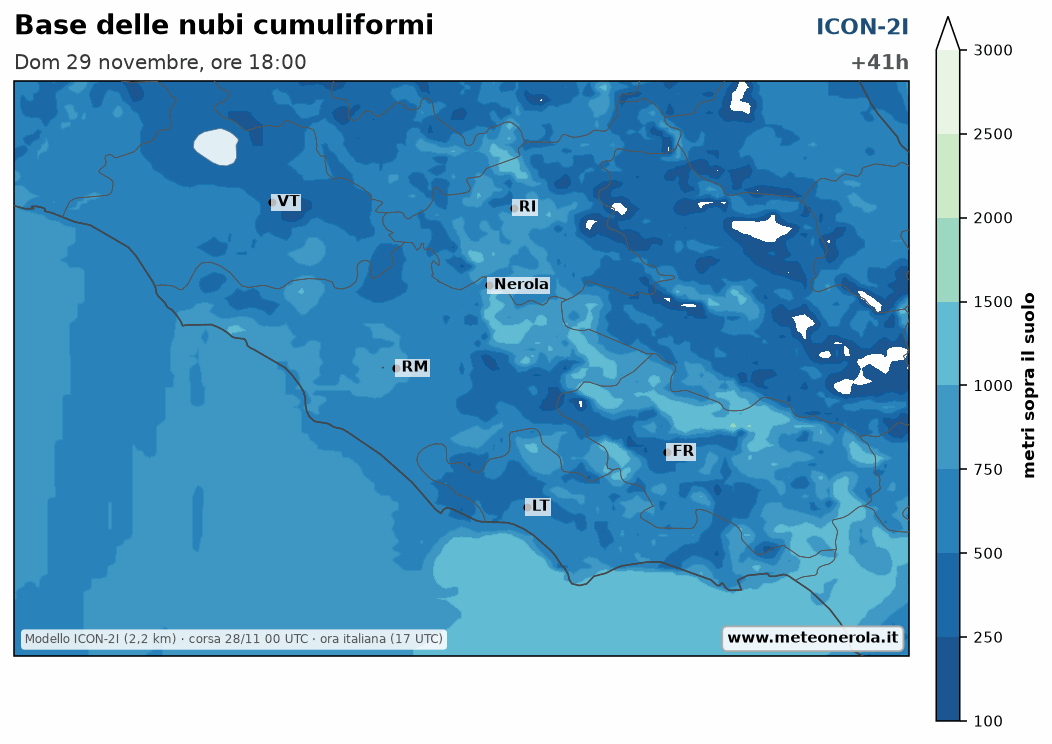 Base delle nubi cumuliformi
ICON-2I
Dom 29 novembre, ore 18:00
+41h
VT
RI
Nerola
RM
FR
LT
3000
2500
2000
1500
1000
750
500
250
100
metri sopra il suolo
Modello ICON-2I (2,2 km) · corsa 28/11 00 UTC · ora italiana (17 UTC)
www.meteonerola.it